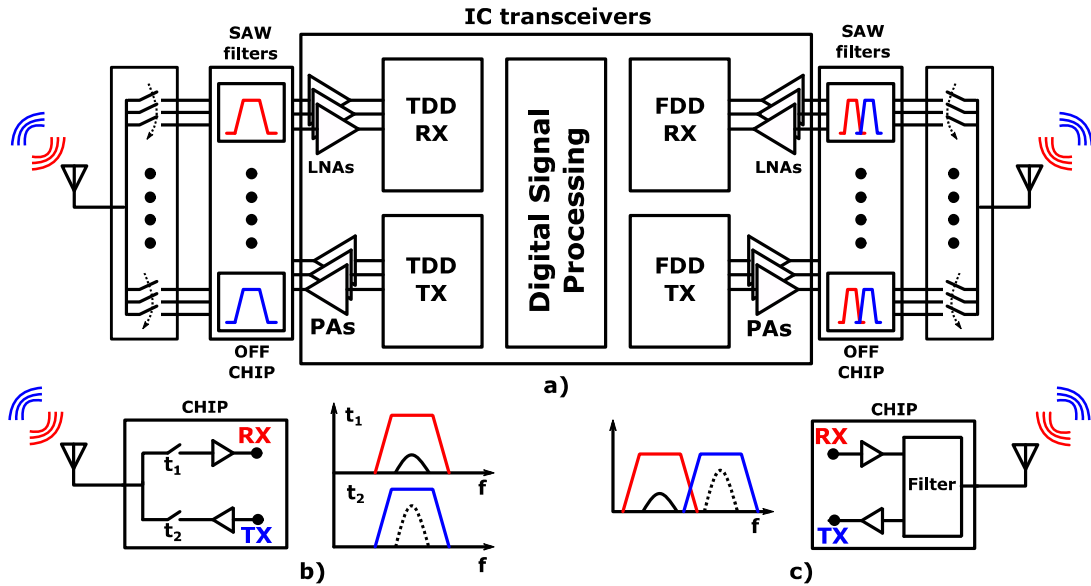 IC transceivers
SAW
filters
SAW
filters
TDD
RX
LNAs
TDD
TX
PAs
Digital Signal
Processing
FDD
RX
LNAs
FDD
TX
PAs
OFF
CHIP
OFF
CHIP
a)
CHIP
RX
t1
t2
TX
t1
f
t2
f
b)
f
CHIP
RX
Filter
TX
c)